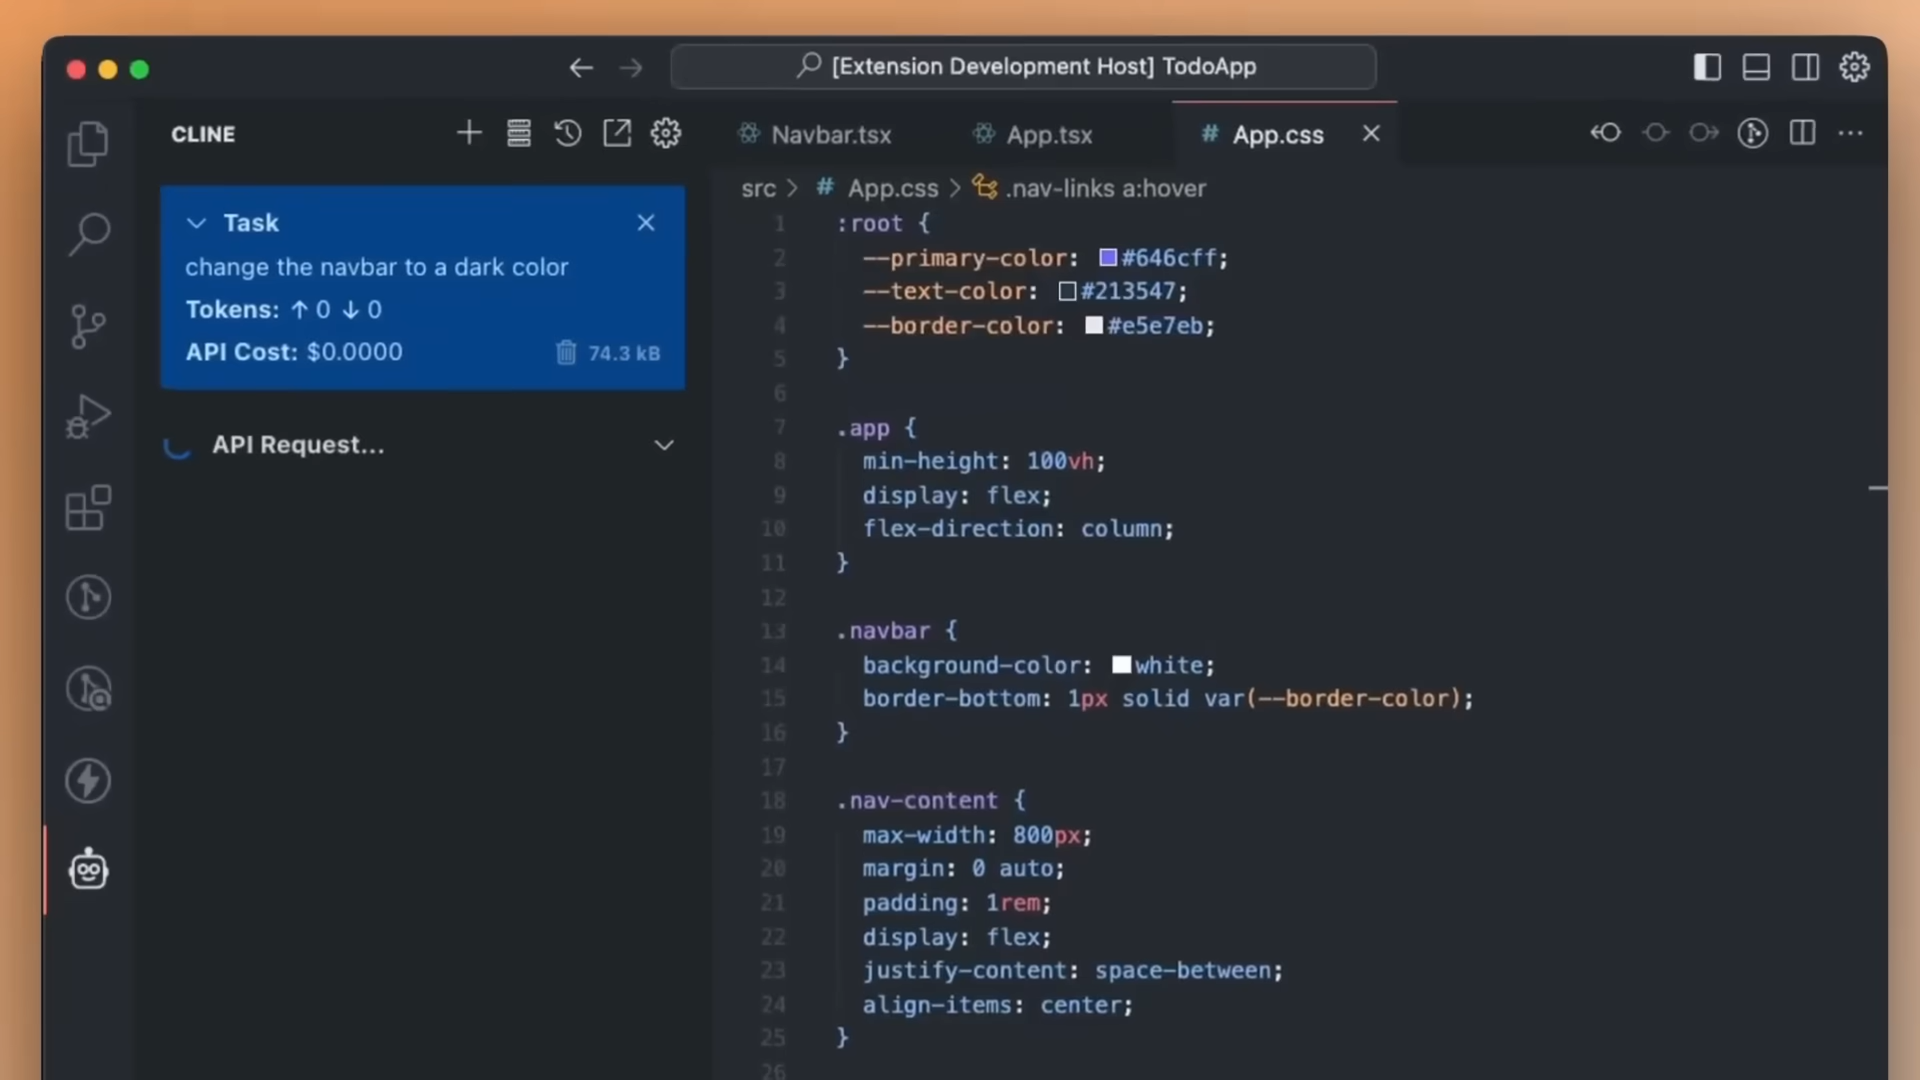 [Extension Development Host] TodoApp
CLINE
Navbar.tsx
App.tsx
# App.css
Task
change the navbar to a dark color
Tokens: ↑ 0 ↓ 0
API Cost: $0.0000
74.3 kB
API Request...
src > # App.css > .nav-links a:hover
1 :root {
2 --primary-color: #646cff;
3 --text-color: #213547;
4 --border-color: #e5e7eb;
5 }
6
7 .app {
8 min-height: 100vh;
9 display: flex;
10 flex-direction: column;
11 }
12
13 .navbar {
14 background-color: white;
15 border-bottom: 1px solid var(--border-color);
16 }
17
18 .nav-content {
19 max-width: 800px;
20 margin: 0 auto;
21 padding: 1rem;
22 display: flex;
23 justify-content: space-between;
24 align-items: center;
25 }
26